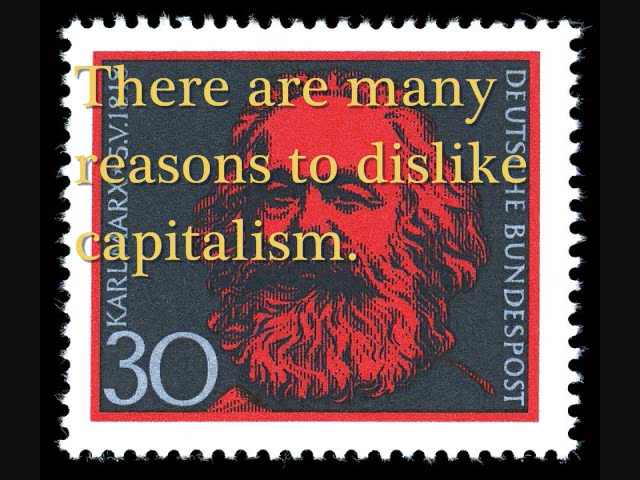 There are many
reasons to dislike
capitalism.
KARL MARX
30
DEUTSCHE BUNDESPOST